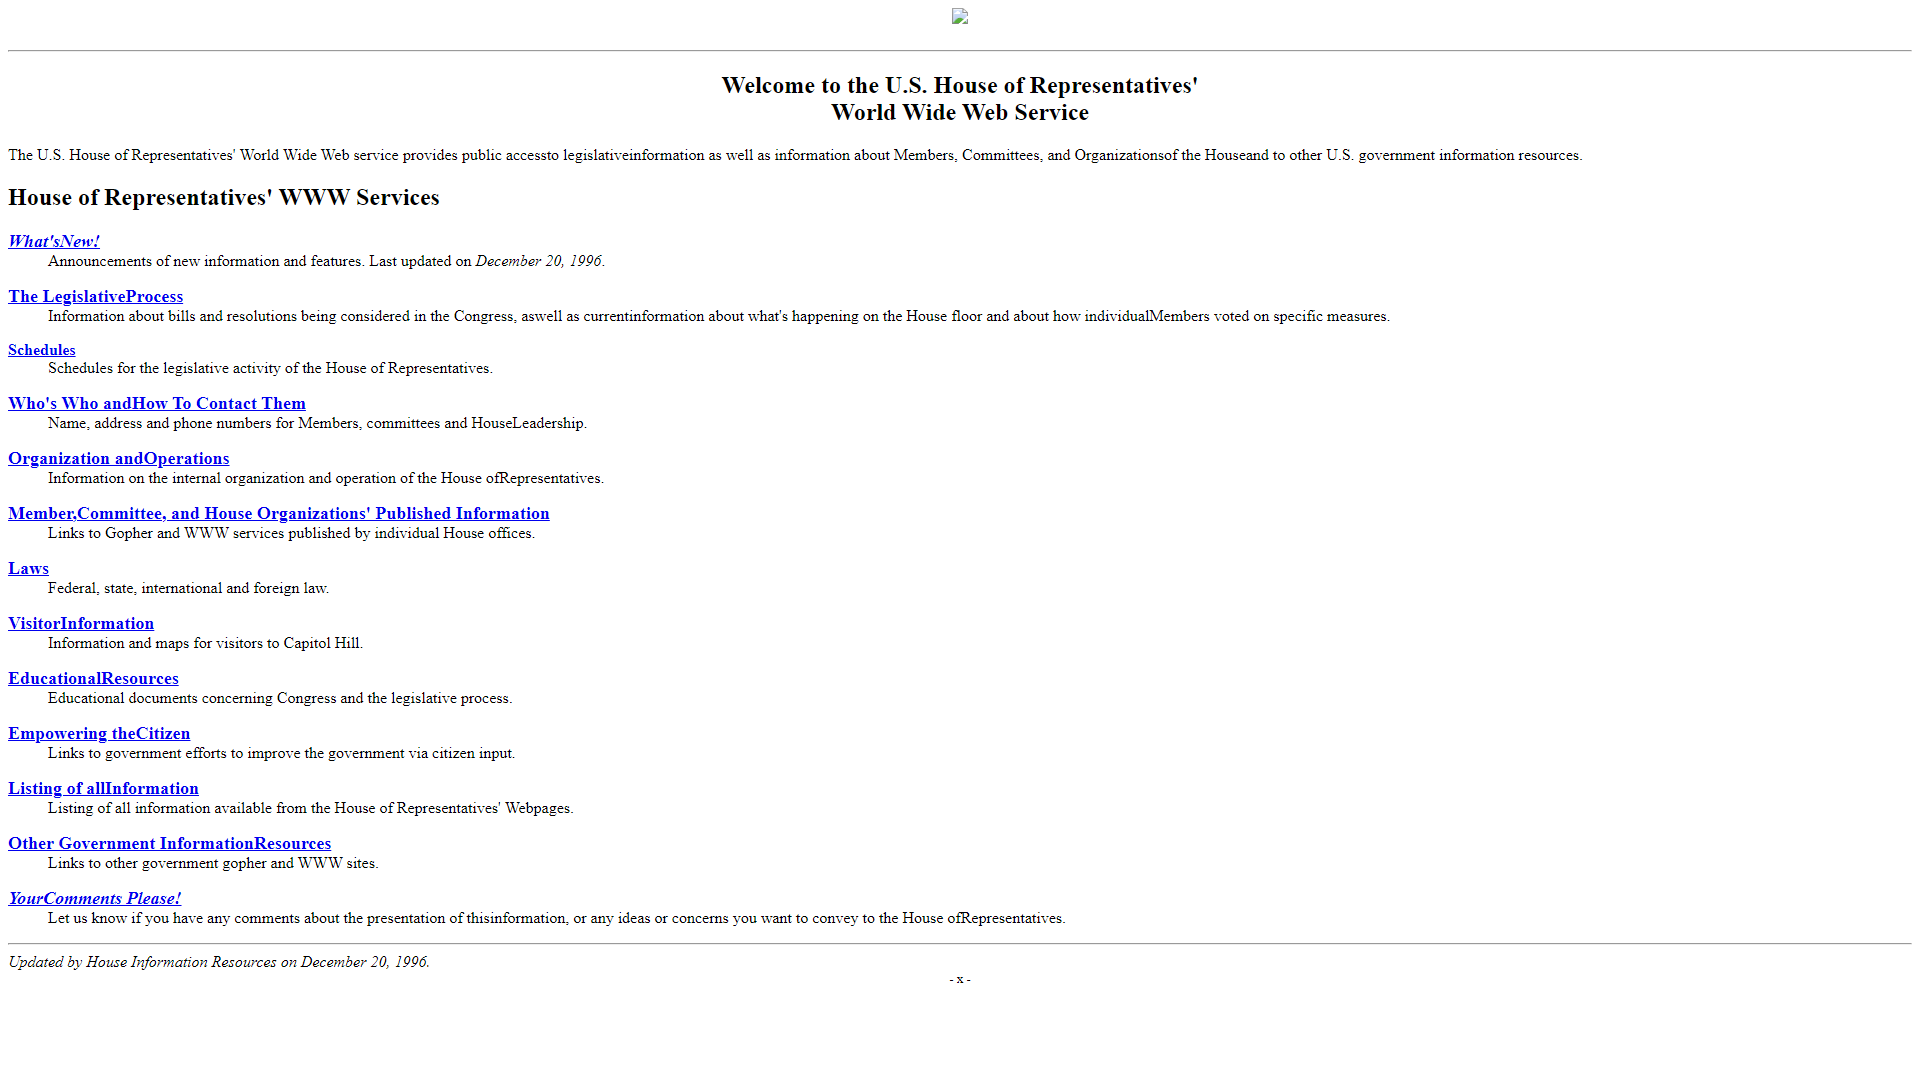 Welcome to the U.S. House of Representatives'
World Wide Web Service
The U.S. House of Representatives' World Wide Web service provides public accessto legislativeinformation as well as information about Members, Committees, and Organizationsof the Houseand to other U.S. government information resources.
House of Representatives' WWW Services
What'sNew!
Announcements of new information and features. Last updated on December 20, 1996.
The LegislativeProcess
Information about bills and resolutions being considered in the Congress, aswell as currentinformation about what's happening on the House floor and about how individualMembers voted on specific measures.
Schedules
Schedules for the legislative activity of the House of Representatives.
Who's Who andHow To Contact Them
Name, address and phone numbers for Members, committees and HouseLeadership.
Organization andOperations
Information on the internal organization and operation of the House ofRepresentatives.
Member,Committee, and House Organizations' Published Information
Links to Gopher and WWW services published by individual House offices.
Laws
Federal, state, international and foreign law.
VisitorInformation
Information and maps for visitors to Capitol Hill.
EducationalResources
Educational documents concerning Congress and the legislative process.
Empowering theCitizen
Links to government efforts to improve the government via citizen input.
Listing of allInformation
Listing of all information available from the House of Representatives' Webpages.
Other Government InformationResources
Links to other government gopher and WWW sites.
YourComments Please!
Let us know if you have any comments about the presentation of thisinformation, or any ideas or concerns you want to convey to the House ofRepresentatives.
Updated by House Information Resources on December 20, 1996.
- x -